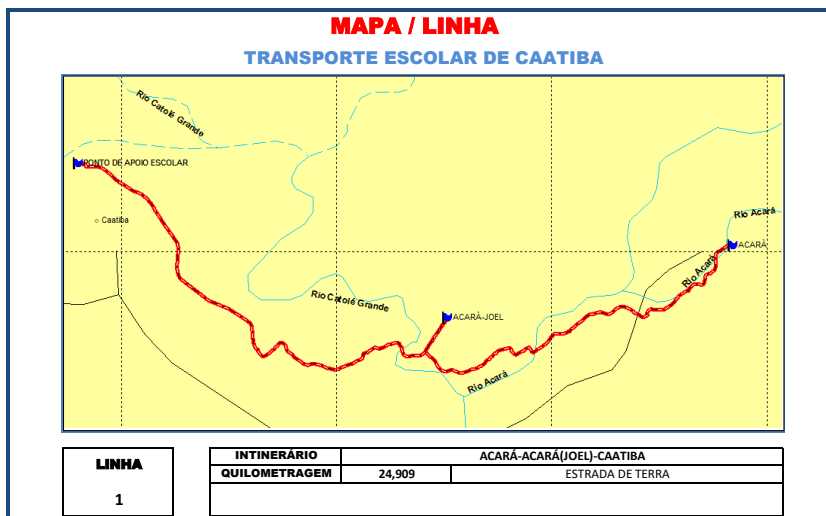 MAPA / LINHA
TRANSPORTE ESCOLAR DE CAATIBA
Rio Catolé Grande
PONTO DE APOIO ESCOLAR
Caatiba
Rio Acará
ACARÁ
Rio Acará
Rio Catolé Grande
ACARÁ-JOEL
Rio Acará
LINHA
1
INTINERÁRIO ACARÁ-ACARÁ(JOEL)-CAATIBA
QUILOMETRAGEM 24,909 ESTRADA DE TERRA